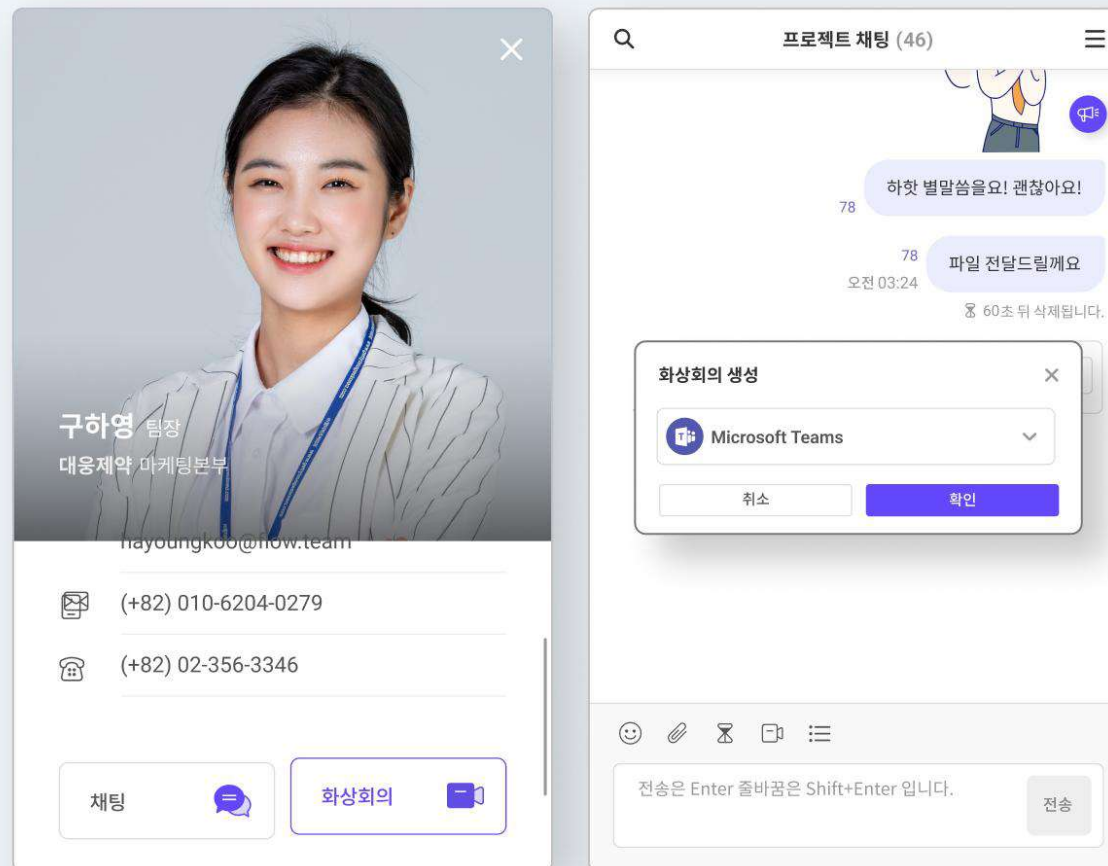 구하영 팀장
대웅제약 마케팅본부
hayoungkoo@flow.team
(+82) 010-6204-0279
(+82) 02-356-3346
채팅
화상회의
프로젝트 채팅 (46)
하핫 별말씀을요! 괜찮아요!
78
78
파일 전달드릴께요
오전 03:24
60초 뒤 삭제됩니다.
화상회의 생성
Microsoft Teams
취소
확인
전송은 Enter 줄바꿈은 Shift+Enter 입니다.
전송